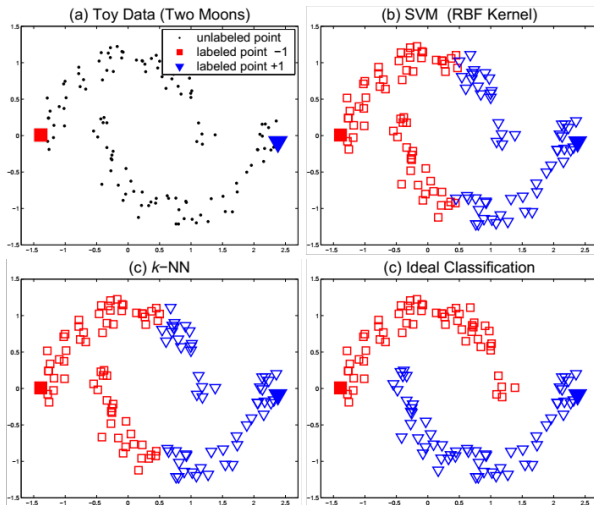 (a) Toy Data (Two Moons)
unlabeled point
labeled point −1
labeled point +1
1.5
1
0.5
0
−0.5
−1
−1.5
−1.5 −1 −0.5 0 0.5 1 1.5 2 2.5
(b) SVM (RBF Kernel)
1.5
1
0.5
0
−0.5
−1
−1.5
−1.5 −1 −0.5 0 0.5 1 1.5 2 2.5
(c) k−NN
1.5
1
0.5
0
−0.5
−1
−1.5
−1.5 −1 −0.5 0 0.5 1 1.5 2 2.5
(c) Ideal Classification
1.5
1
0.5
0
−0.5
−1
−1.5
−1.5 −1 −0.5 0 0.5 1 1.5 2 2.5